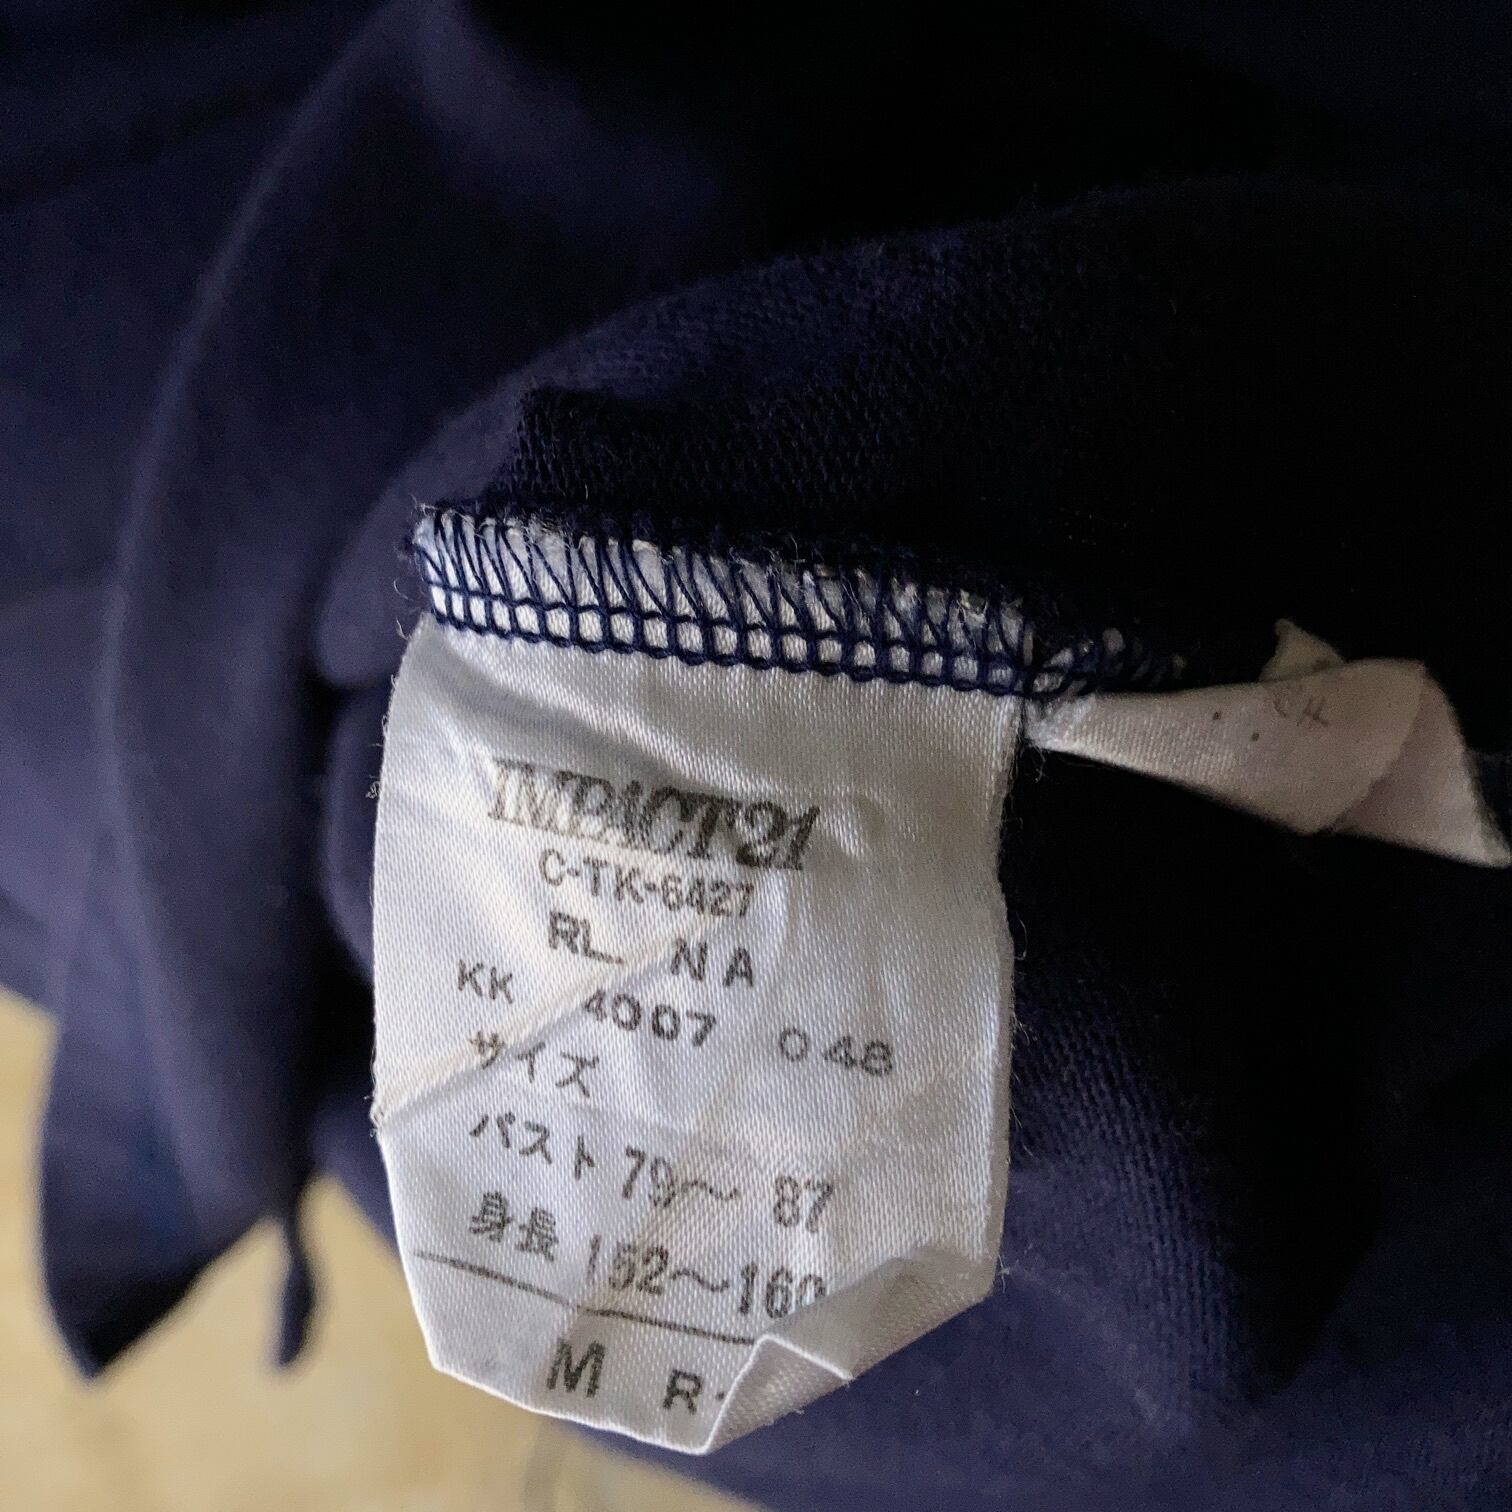 IMPACT21
C-TK-6427
RL NA
KK 4007 048
サイズ
バスト 79〜 87
身長 152〜160
M R